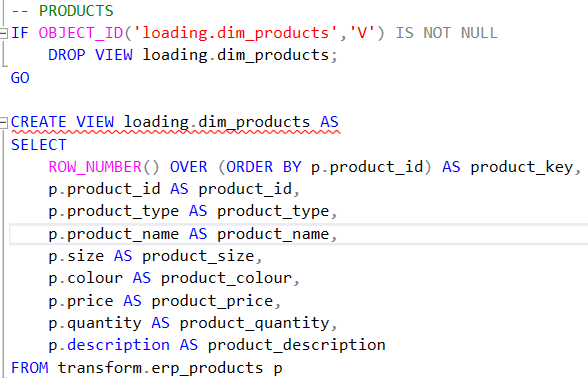 -- PRODUCTS
IF OBJECT_ID('loading.dim_products','V') IS NOT NULL
    DROP VIEW loading.dim_products;
GO

CREATE VIEW loading.dim_products AS
SELECT
    ROW_NUMBER() OVER (ORDER BY p.product_id) AS product_key,
    p.product_id AS product_id,
    p.product_type AS product_type,
    p.product_name AS product_name,
    p.size AS product_size,
    p.colour AS product_colour,
    p.price AS product_price,
    p.quantity AS product_quantity,
    p.description AS product_description
FROM transform.erp_products p